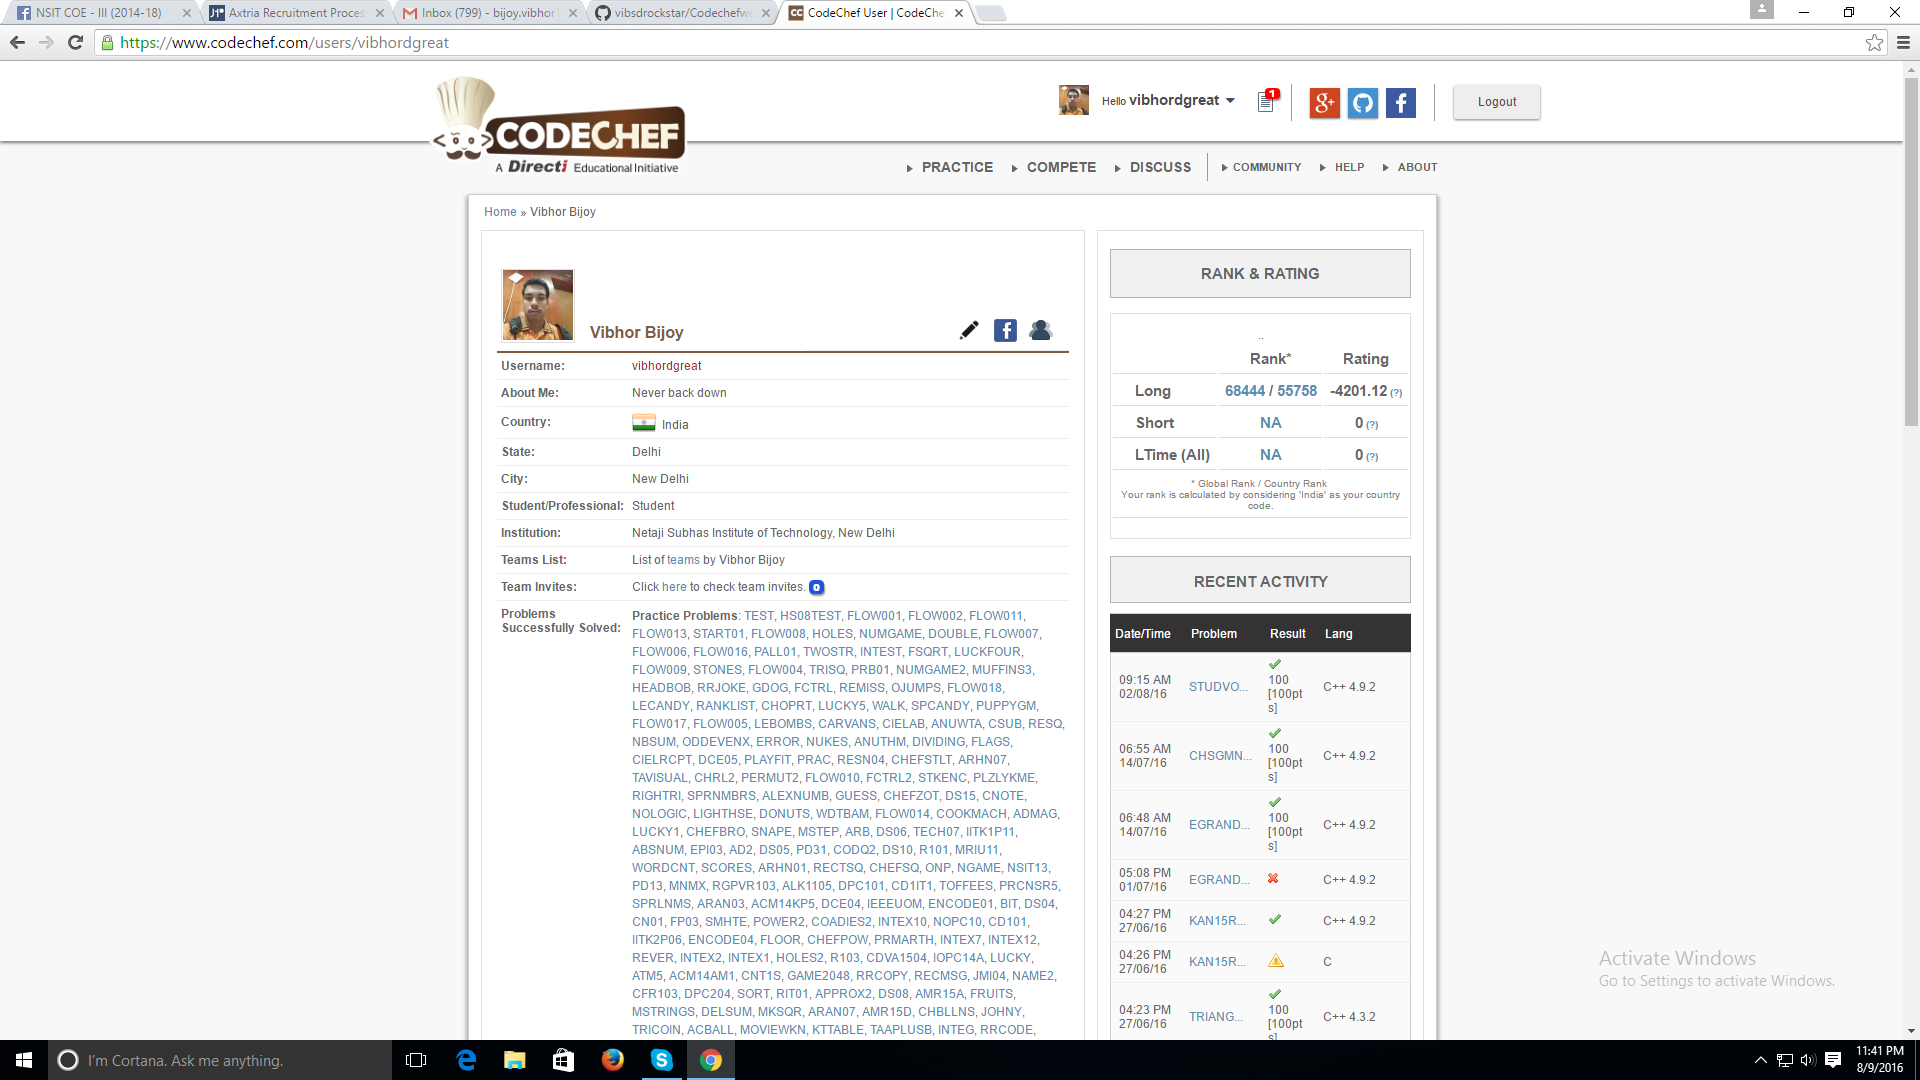 NSIT COE - III (2014-18)
Axtria Recruitment Proces
Inbox (799) - bijoy.vibhor
vibsdrockstar/Codechefwe
CodeChef User | CodeChe
https://www.codechef.com/users/vibhordgreat
CODECHEF
A Directi Educational Initiative
Hello vibhordgreat
1
Logout
PRACTICE COMPETE DISCUSS COMMUNITY HELP ABOUT
Home » Vibhor Bijoy
Vibhor Bijoy
Username: vibhordgreat
About Me: Never back down
Country: India
State: Delhi
City: New Delhi
Student/Professional: Student
Institution: Netaji Subhas Institute of Technology, New Delhi
Teams List: List of teams by Vibhor Bijoy
Team Invites: Click here to check team invites. 0
Problems Successfully Solved:
Practice Problems: TEST, HS08TEST, FLOW001, FLOW002, FLOW011,
FLOW013, START01, FLOW008, HOLES, NUMGAME, DOUBLE, FLOW007,
FLOW006, FLOW016, PALL01, TWOSTR, INTEST, FSQRT, LUCKFOUR,
FLOW009, STONES, FLOW004, TRISQ, PRB01, NUMGAME2, MUFFINS3,
HEADBOB, RRJOKE, GDOG, FCTRL, REMISS, OJUMPS, FLOW018,
LECANDY, RANKLIST, CHOPRT, LUCKY5, WALK, SPCANDY, PUPPYGM,
FLOW017, FLOW005, LEBOMBS, CARVANS, CIELAB, ANUWTA, CSUB, RESQ,
NBSUM, ODDEVENX, ERROR, NUKES, ANUTHM, DIVIDING, FLAGS,
CIELRCPT, DCE05, PLAYFIT, PRAC, RESN04, CHEFSTLT, ARHN07,
TAVISUAL, CHRL2, PERMUT2, FLOW010, FCTRL2, STKENC, PLZLYKME,
RIGHTRI, SPRNMBRS, ALEXNUMB, GUESS, CHEFZOT, DS15, CNOTE,
NOLOGIC, LIGHTHSE, DONUTS, WDTBAM, FLOW014, COOKMACH, ADMAG,
LUCKY1, CHEFBRO, SNAPE, MSTEP, ARB, DS06, TECH07, IITK1P11,
ABSNUM, EPI03, AD2, DS05, PD31, CODQ2, DS10, R101, MRIU11,
WORDCNT, SCORES, ARHN01, RECTSQ, CHEFSQ, ONP, NGAME, NSIT13,
PD13, MNMX, RGPVR103, ALK1105, DPC101, CD1IT1, TOFFEES, PRCNSR5,
SPRLNMS, ARAN03, ACM14KP5, DCE04, IEEEUOM, ENCODE01, BIT, DS04,
CN01, FP03, SMHTE, POWER2, COADIES2, INTEX10, NOPC10, CD101,
IITK2P06, ENCODE04, FLOOR, CHEFPOW, PRMARTH, INTEX7, INTEX12,
REVER, INTEX2, INTEX1, HOLES2, R103, CDVA1504, IOPC14A, LUCKY,
ATM5, ACM14AM1, CNT1S, GAME2048, RRCOPY, RECMSG, JMI04, NAME2,
CFR103, DPC204, SORT, RIT01, APPROX2, DS08, AMR15A, FRUITS,
MSTRINGS, DELSUM, MKSQR, ARAN07, AMR15D, CHBLLNS, JOHNY,
TRICOIN, ACBALL, MOVIEWKN, KTTABLE, TAAPLUSB, INTEG, RRCODE,
RANK & RATING
..
Rank* Rating
Long 68444 / 55758 -4201.12 (?)
Short NA 0 (?)
LTime (All) NA 0 (?)
* Global Rank / Country Rank
Your rank is calculated by considering 'India' as your country
code.
RECENT ACTIVITY
Date/Time Problem Result Lang
09:15 AM 02/08/16 STUDVO... 100 [100pts] C++ 4.9.2
06:55 AM 14/07/16 CHSGMN... 100 [100pts] C++ 4.9.2
06:48 AM 14/07/16 EGRAND... 100 [100pts] C++ 4.9.2
05:08 PM 01/07/16 EGRAND... C++ 4.9.2
04:27 PM 27/06/16 KAN15R... C++ 4.9.2
04:26 PM 27/06/16 KAN15R... C
04:23 PM 27/06/16 TRIANG... 100 [100pts] C++ 4.3.2
Activate Windows
Go to Settings to activate Windows.
I'm Cortana. Ask me anything.
11:41 PM
8/9/2016